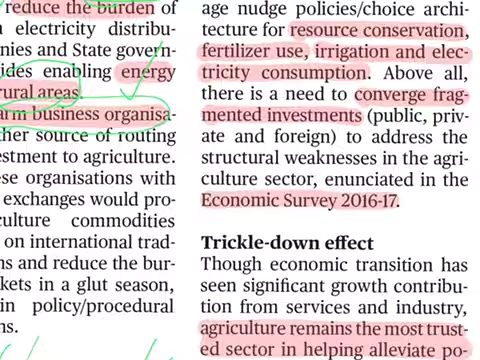 reduce the burden of
electricity distribu-
nies and State govern-
ides enabling energy
rural areas.
arm business organisa-
her source of routing
estment to agriculture.
se organisations with
exchanges would pro-
culture commodities
on international trad-
ns and reduce the bur-
kets in a glut season,
in policy/procedural
ns.
age nudge policies/choice archi-
tecture for resource conservation,
fertilizer use, irrigation and elec-
tricity consumption. Above all,
there is a need to converge frag-
mented investments (public, priv-
ate and foreign) to address the
structural weaknesses in the agri-
culture sector, enunciated in the
Economic Survey 2016-17.
Trickle-down effect
Though economic transition has
seen significant growth contribu-
tion from services and industry,
agriculture remains the most trust-
ed sector in helping alleviate po-